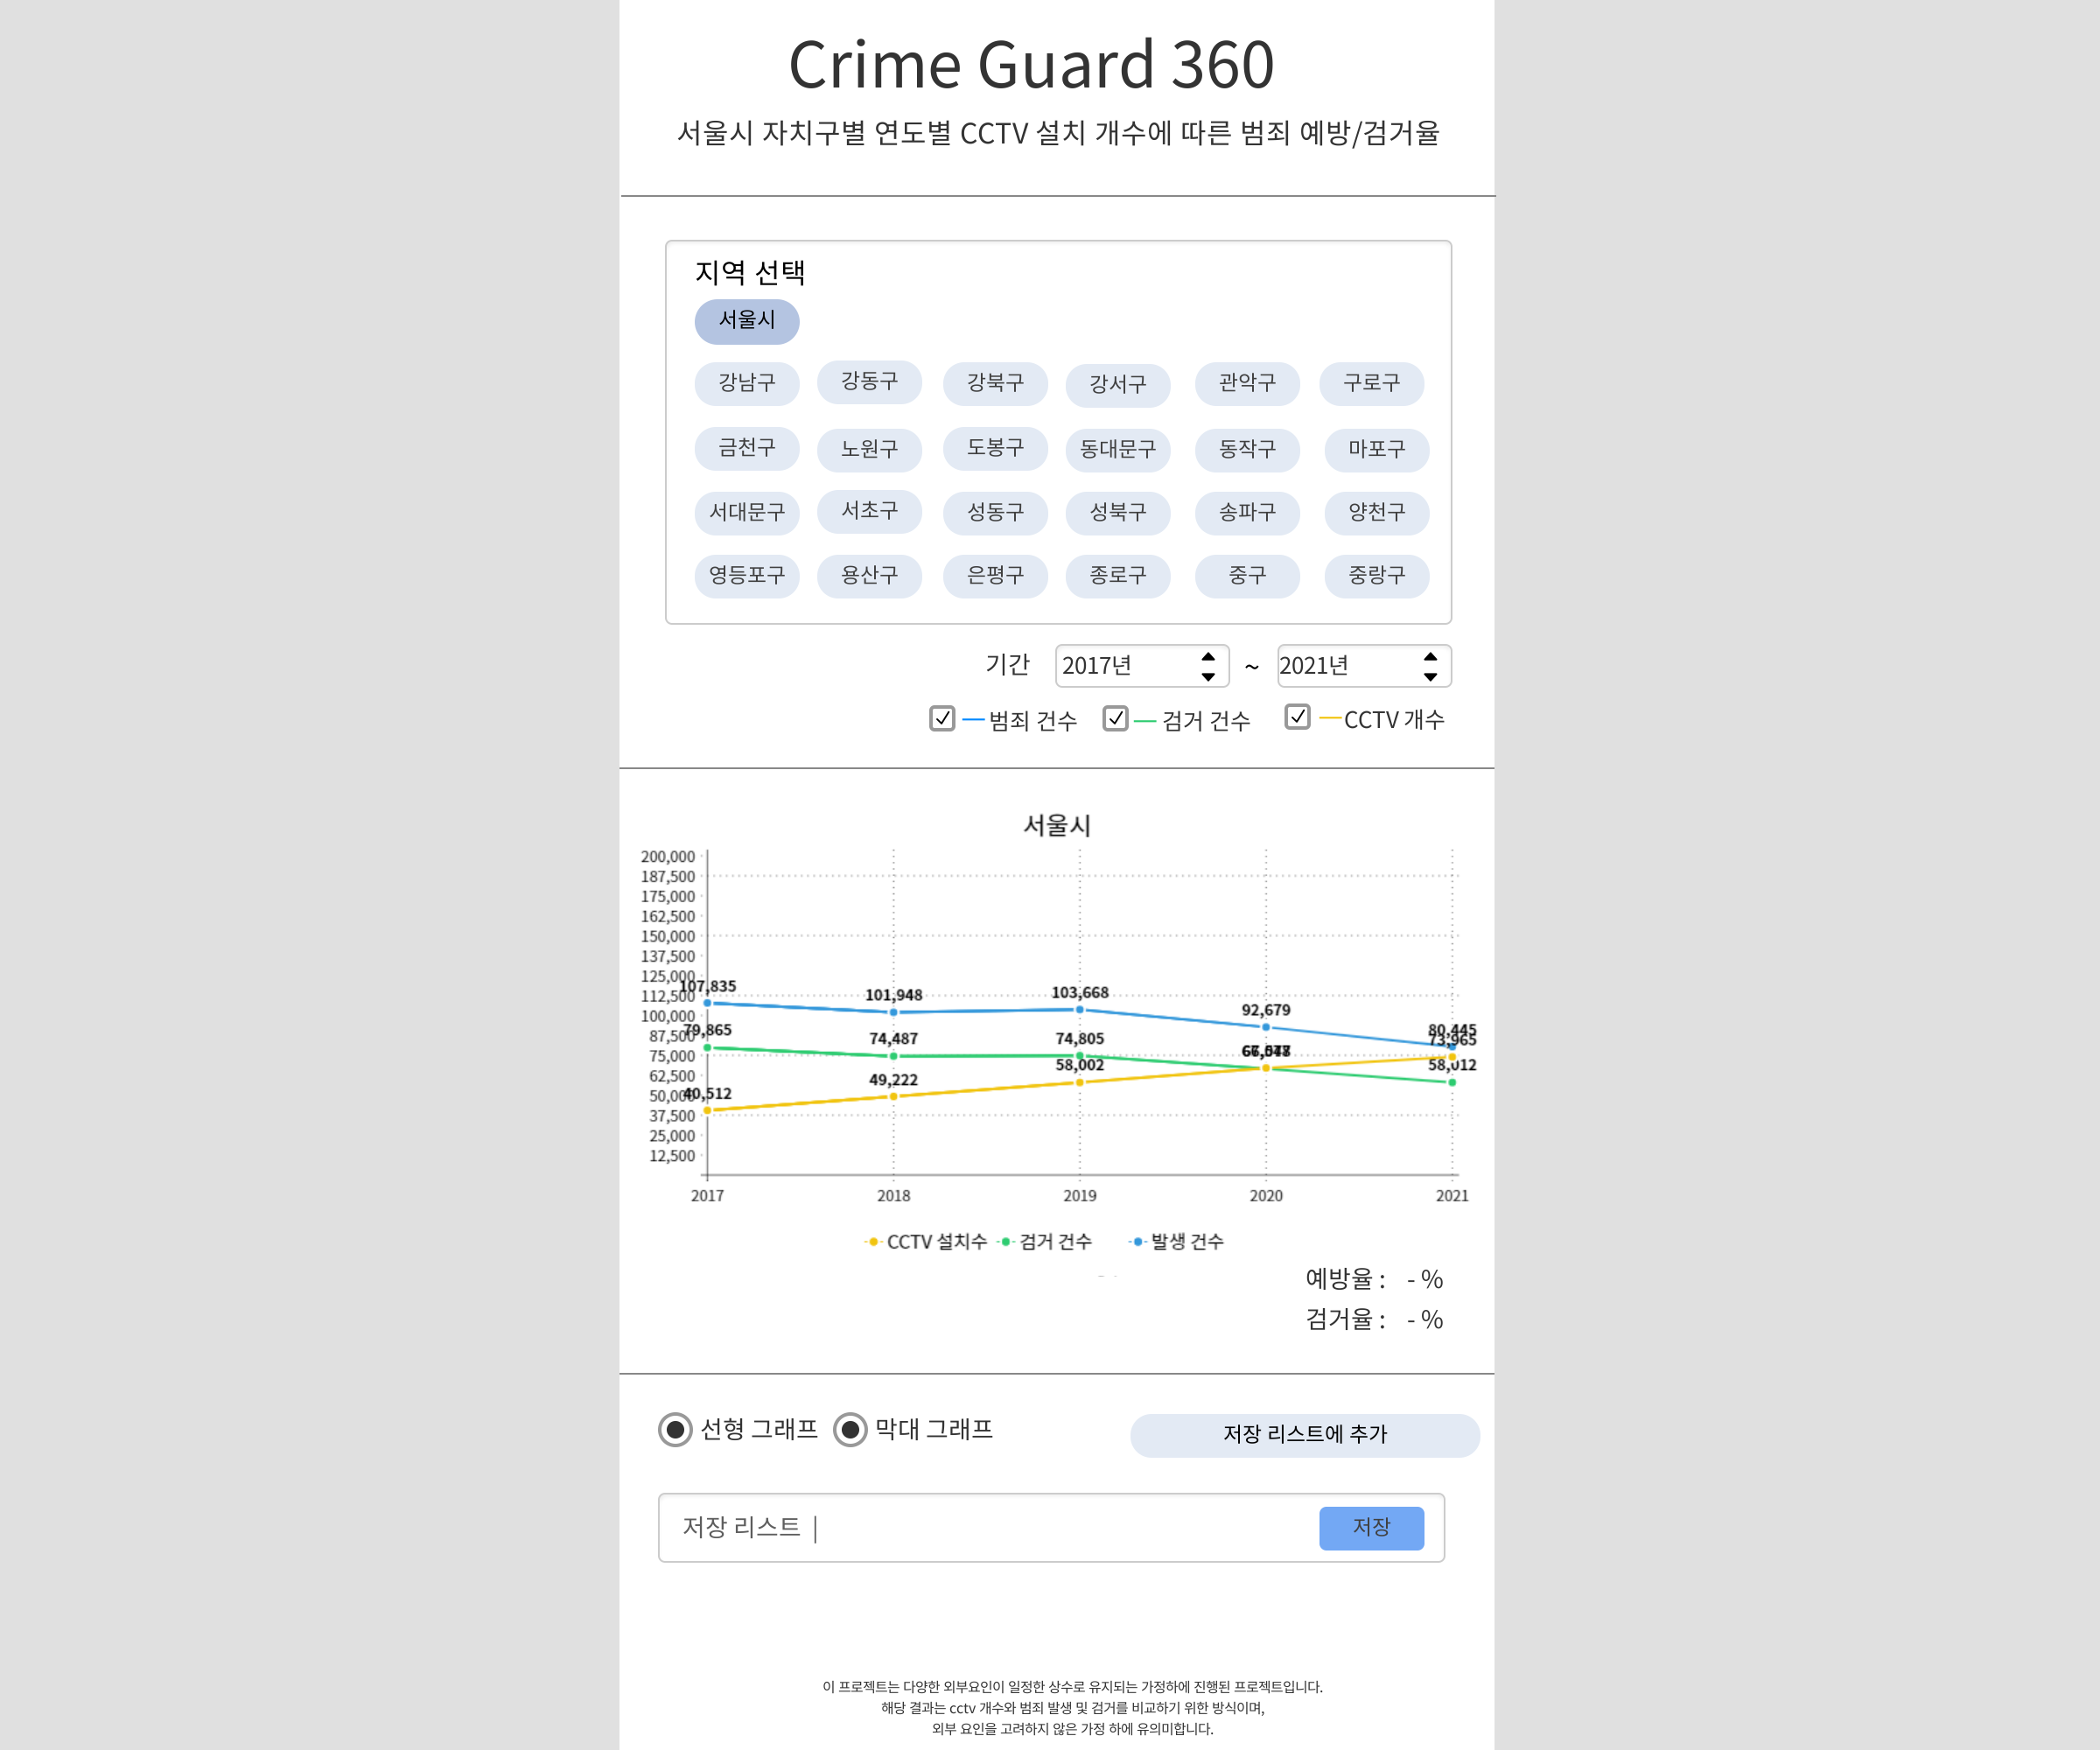 Crime Guard 360
서울시 자치구별 연도별 CCTV 설치 개수에 따른 범죄 예방/검거율
지역 선택
서울시
강남구 강동구 강북구 강서구 관악구 구로구
금천구 노원구 도봉구 동대문구 동작구 마포구
서대문구 서초구 성동구 성북구 송파구 양천구
영등포구 용산구 은평구 종로구 중구 중랑구
기간 2017년 ~ 2021년
범죄 건수 검거 건수 CCTV 개수
서울시
200,000
187,500
175,000
162,500
150,000
137,500
125,000
112,500
100,000
87,500
75,000
62,500
50,000
37,500
25,000
12,500
107,835 101,948 103,668 92,679 80,445
79,865 74,487 74,805 58,012
40,512 49,222 58,002 73,965
2017 2018 2019 2020 2021
CCTV 설치수 검거 건수 발생 건수
예방율 : - %
검거율 : - %
선형 그래프 막대 그래프 저장 리스트에 추가
저장 리스트 | 저장
이 프로젝트는 다양한 외부요인이 일정한 상수로 유지되는 가정하에 진행된 프로젝트입니다.
해당 결과는 cctv 개수와 범죄 발생 및 검거를 비교하기 위한 방식이며,
외부 요인을 고려하지 않은 가정 하에 유의미합니다.